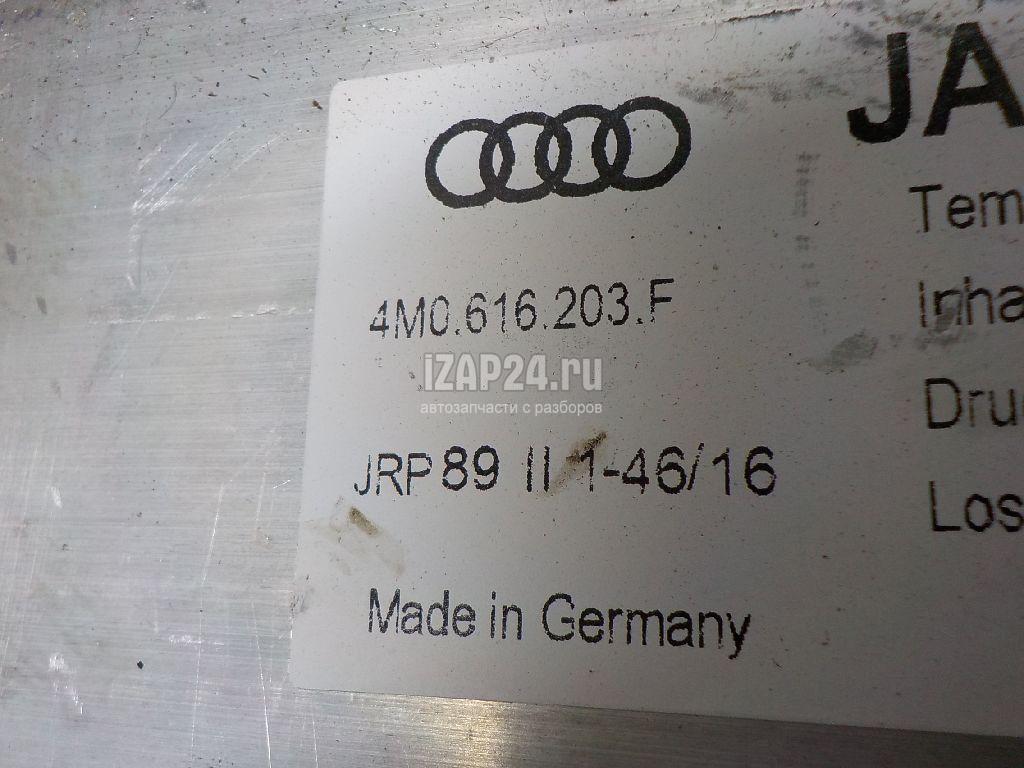 JA
4M0.616.203.F
iZAP24.ru
автозапчасти с разборов
JRP 89 II 1-46/16
Made in Germany
Tem
Inha
Dru
Los